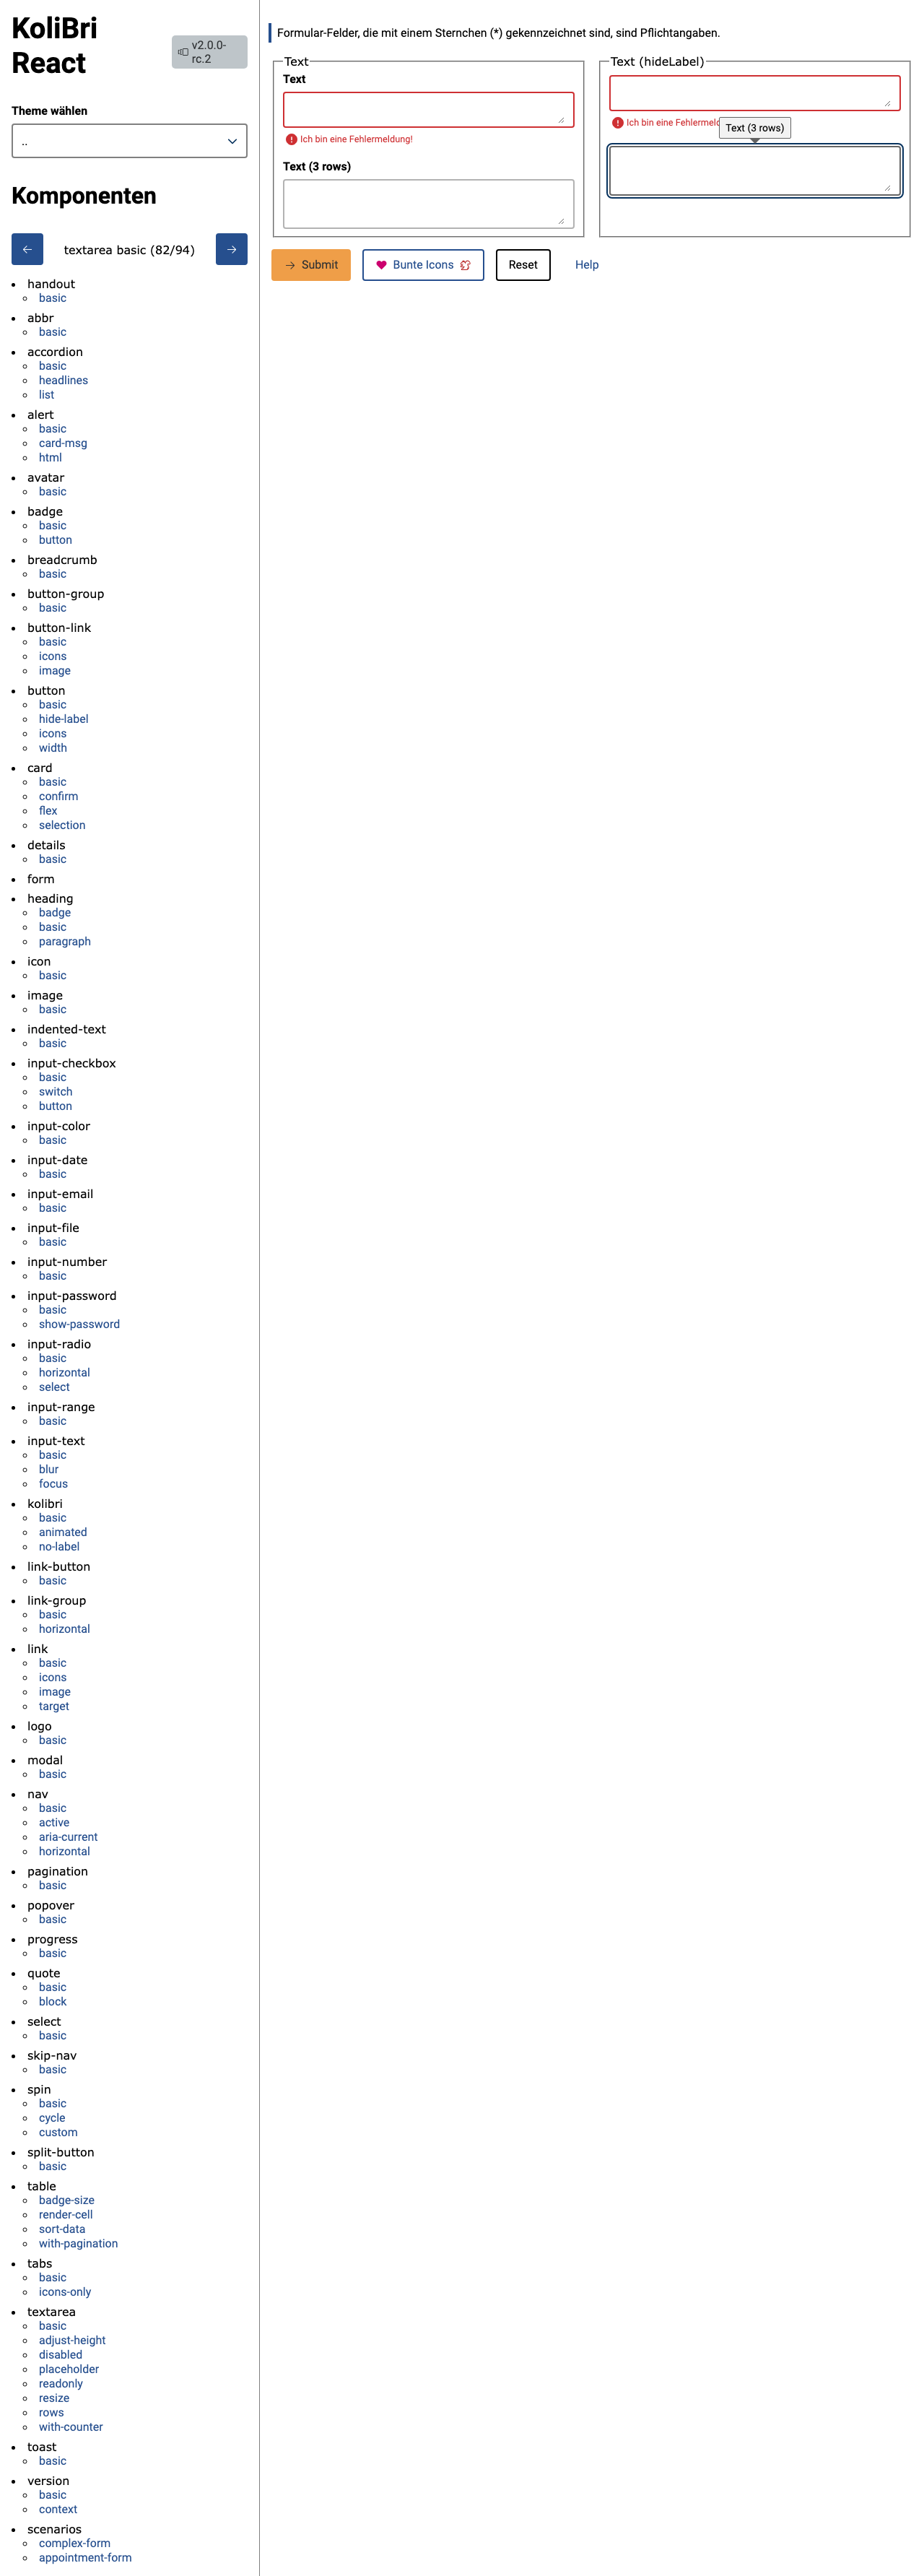 KoliBri
React
v2.0.0-
rc.2
Theme wählen
..
Komponenten
textarea basic (82/94)
handout
basic
abbr
basic
accordion
basic
headlines
list
alert
basic
card-msg
html
avatar
basic
badge
basic
button
breadcrumb
basic
button-group
basic
button-link
basic
icons
image
button
basic
hide-label
icons
width
card
basic
confirm
flex
selection
details
basic
form
heading
badge
basic
paragraph
icon
basic
image
basic
indented-text
basic
input-checkbox
basic
switch
button
input-color
basic
input-date
basic
input-email
basic
input-file
basic
input-number
basic
input-password
basic
show-password
input-radio
basic
horizontal
select
input-range
basic
input-text
basic
blur
focus
kolibri
basic
animated
no-label
link-button
basic
link-group
basic
horizontal
link
basic
icons
image
target
logo
basic
modal
basic
nav
basic
active
aria-current
horizontal
pagination
basic
popover
basic
progress
basic
quote
basic
block
select
basic
skip-nav
basic
spin
basic
cycle
custom
split-button
basic
table
badge-size
render-cell
sort-data
with-pagination
tabs
basic
icons-only
textarea
basic
adjust-height
disabled
placeholder
readonly
resize
rows
with-counter
toast
basic
version
basic
context
scenarios
complex-form
appointment-form
Formular-Felder, die mit einem Sternchen (*) gekennzeichnet sind, sind Pflichtangaben.
Text
Text
Ich bin eine Fehlermeldung!
Text (3 rows)
Text (hideLabel)
Ich bin eine Fehlermeld
Text (3 rows)
Submit
Bunte Icons
Reset
Help